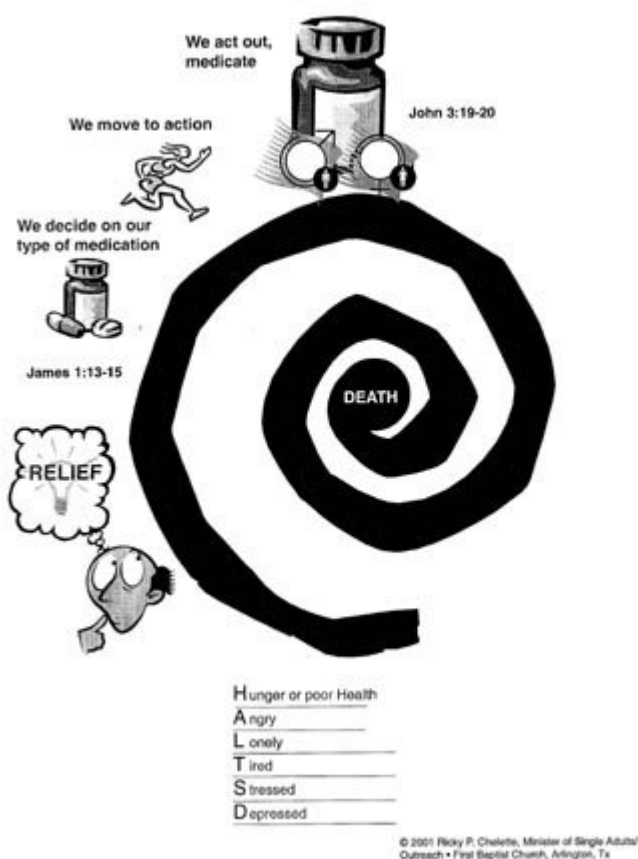 We act out,
medicate
John 3:19-20
We move to action
We decide on our
type of medication
James 1:13-15
RELIEF
DEATH
Hunger or poor Health
Angry
Lonely
Tired
Stressed
Depressed
© 2001 Ricky P. Chelette, Minister of Single Adults/
Outreach • First Baptist Church, Arlington, Tx